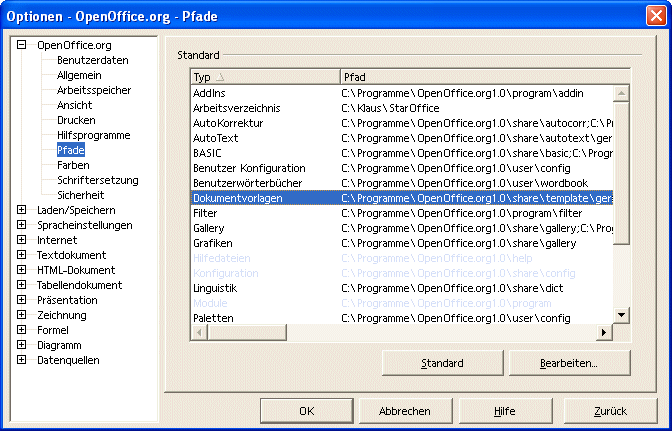 Optionen - OpenOffice.org - Pfade
OpenOffice.org
Benutzerdaten
Allgemein
Arbeitsspeicher
Ansicht
Drucken
Hilfsprogramme
Pfade
Farben
Schriftersetzung
Sicherheit
Laden/Speichern
Spracheinstellungen
Internet
Textdokument
HTML-Dokument
Tabellendokument
Präsentation
Zeichnung
Formel
Diagramm
Datenquellen
Standard
Typ Pfad
AddIns C:\Programme\OpenOffice.org1.0\program\addin
Arbeitsverzeichnis C:\Klaus\StarOffice
AutoKorrektur C:\Programme\OpenOffice.org1.0\share\autocorr;C:\P
AutoText C:\Programme\OpenOffice.org1.0\share\autotext\ger
BASIC C:\Programme\OpenOffice.org1.0\share\basic;C:\Prog
Benutzer Konfiguration C:\Programme\OpenOffice.org1.0\user\config
Benutzerwörterbücher C:\Programme\OpenOffice.org1.0\user\wordbook
Dokumentvorlagen C:\Programme\OpenOffice.org1.0\share\template\ger
Filter C:\Programme\OpenOffice.org1.0\program\filter
Gallery C:\Programme\OpenOffice.org1.0\share\gallery;C:\Pro
Grafiken C:\Programme\OpenOffice.org1.0\share\gallery
Hilfedateien C:\Programme\OpenOffice.org1.0\help
Konfiguration C:\Programme\OpenOffice.org1.0\share\config
Linguistik C:\Programme\OpenOffice.org1.0\share\dict
Module C:\Programme\OpenOffice.org1.0\program
Paletten C:\Programme\OpenOffice.org1.0\user\config
Standard Bearbeiten...
OK Abbrechen Hilfe Zurück